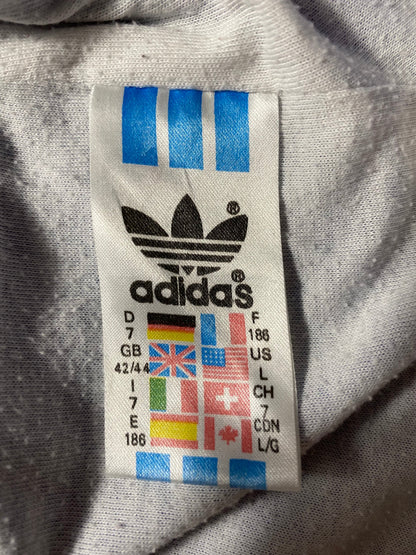 ®
adidas®
D 7 F 186
GB 42/44 US L
I 7 CH 7
E 186 CDN L/G